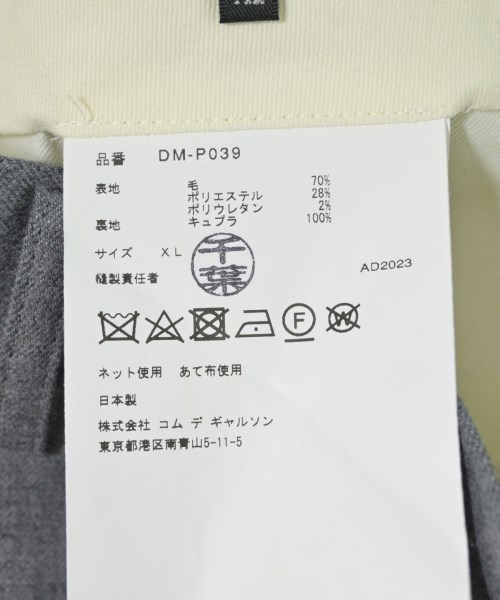 品番 DM-P039
表地 毛 70%
ポリエステル 28%
ポリウレタン 2%
裏地 キュプラ 100%
サイズ XL
千葉
縫製責任者
AD2023
F
W
ネット使用 あて布使用
日本製
株式会社 コム デ ギャルソン
東京都港区南青山5-11-5